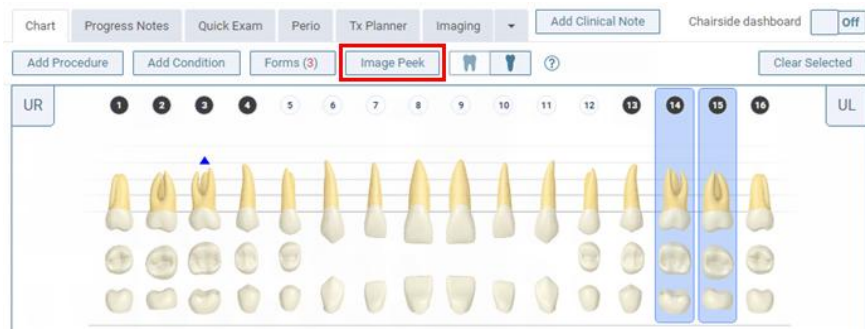 Chart Progress Notes Quick Exam Perio Tx Planner Imaging Add Clinical Note Chairside dashboard Off
Add Procedure Add Condition Forms (3) Image Peek ? Clear Selected
UR 1 2 3 4 5 6 7 8 9 10 11 12 13 14 15 16 UL